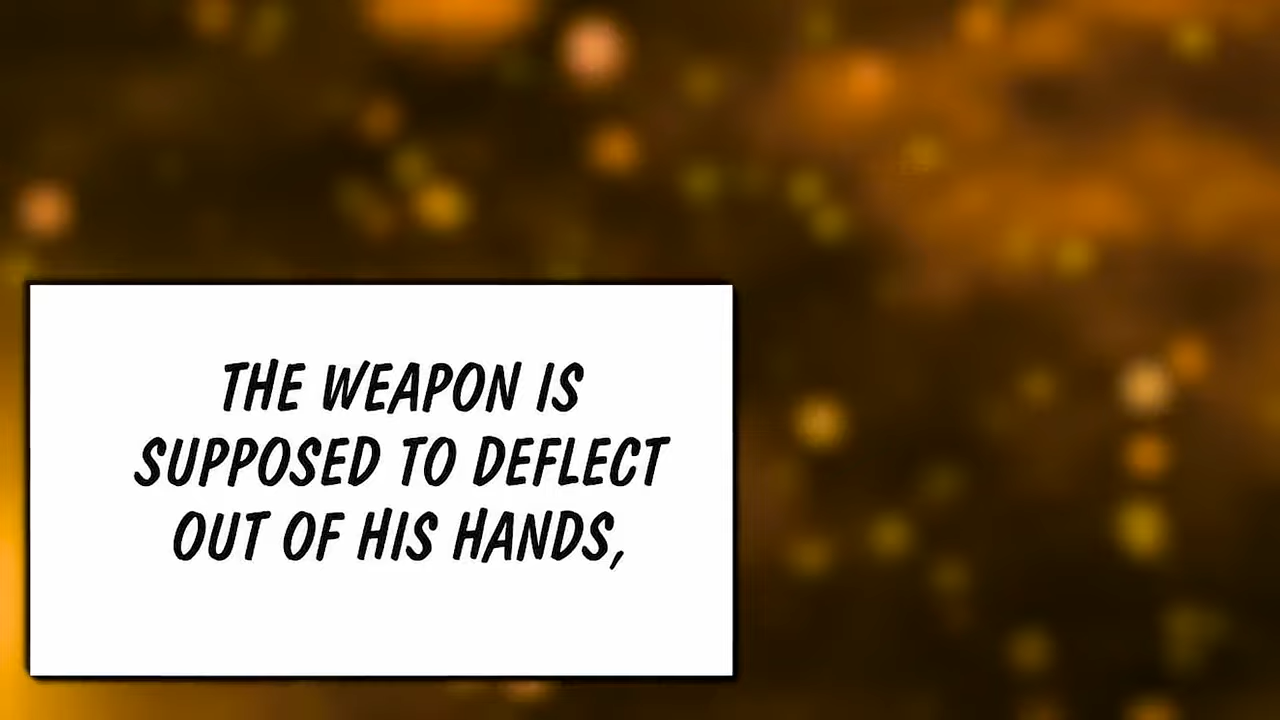 THE WEAPON IS
SUPPOSED TO DEFLECT
OUT OF HIS HANDS,